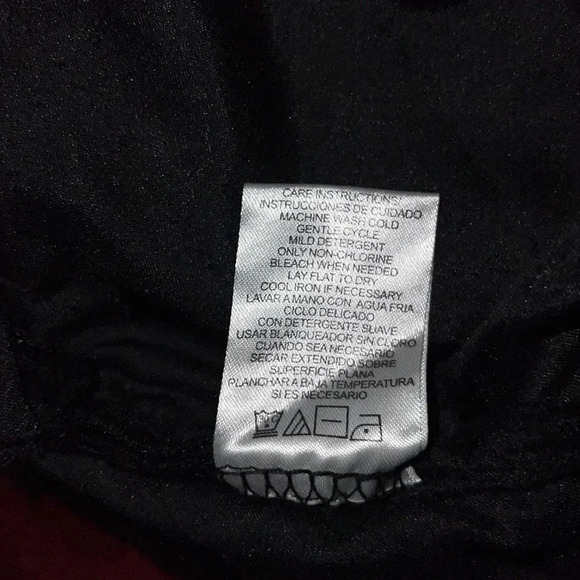 CARE INSTRUCTIONS/
INSTRUCCIONES DE CUIDADO
MACHINE WASH COLD
GENTLE CYCLE
MILD DETERGENT
ONLY NON-CHLORINE
BLEACH WHEN NEEDED
LAY FLAT TO DRY
COOL IRON IF NECESSARY
LAVAR A MANO CON AGUA FRIA
CICLO DELICADO
CON DETERGENTE SUAVE
USAR BLANQUEADOR SIN CLORO
CUANDO SEA NECESARIO
SECAR EXTENDIDO SOBRE
SUPERFICIE PLANA
PLANCHAR A BAJA TEMPERATURA
SI ES NECESARIO